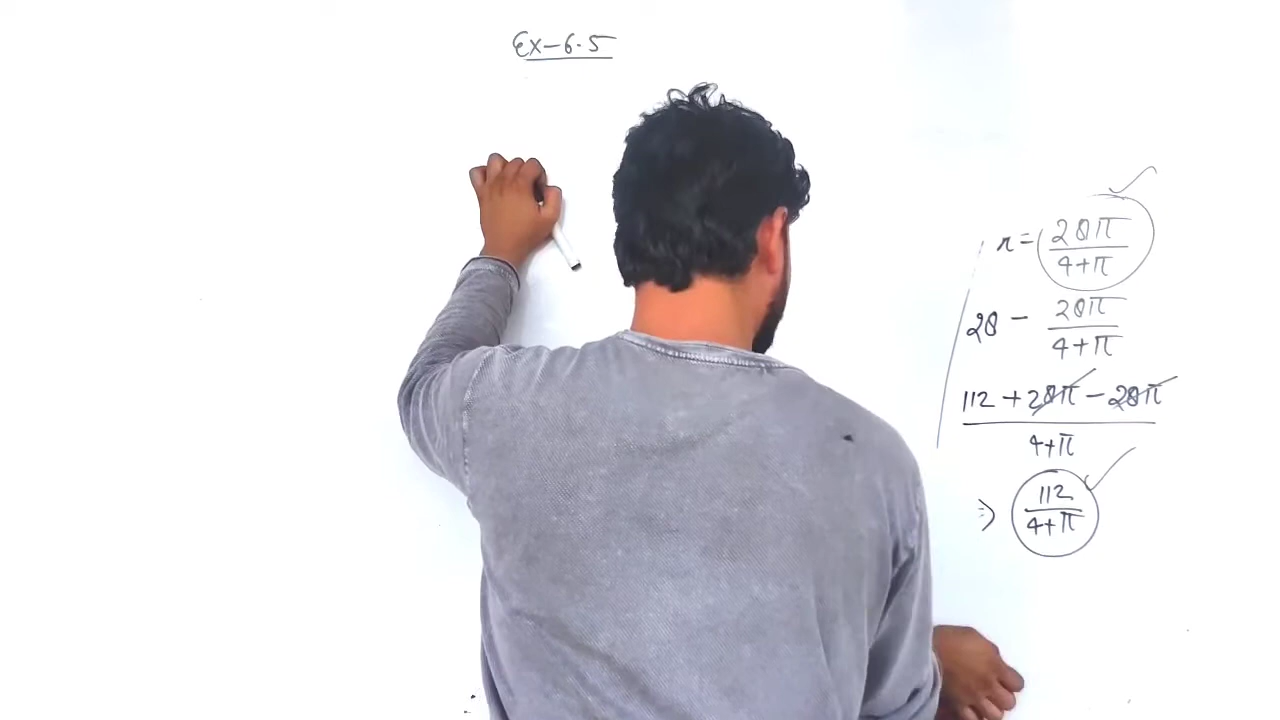 Ex-6.5
x = 28π/(4+π)
28 - 28π/(4+π)
(112 + 28π - 28π)/(4+π)
⇒ 112/(4+π)